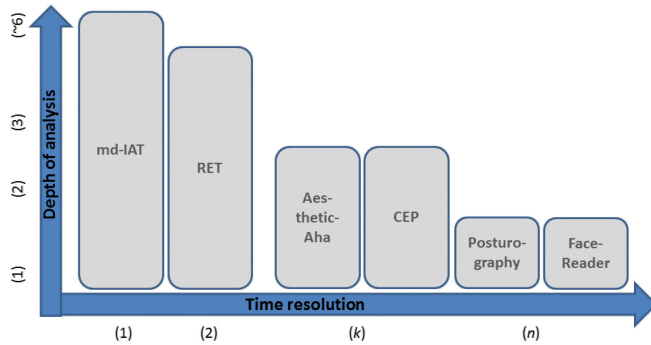 (~6)
(3)
(2)
(1)
Depth of analysis
md-IAT
RET
Aes-
thetic-
Aha
CEP
Posturo-
graphy
Face-
Reader
Time resolution
(1)
(2)
(k)
(n)